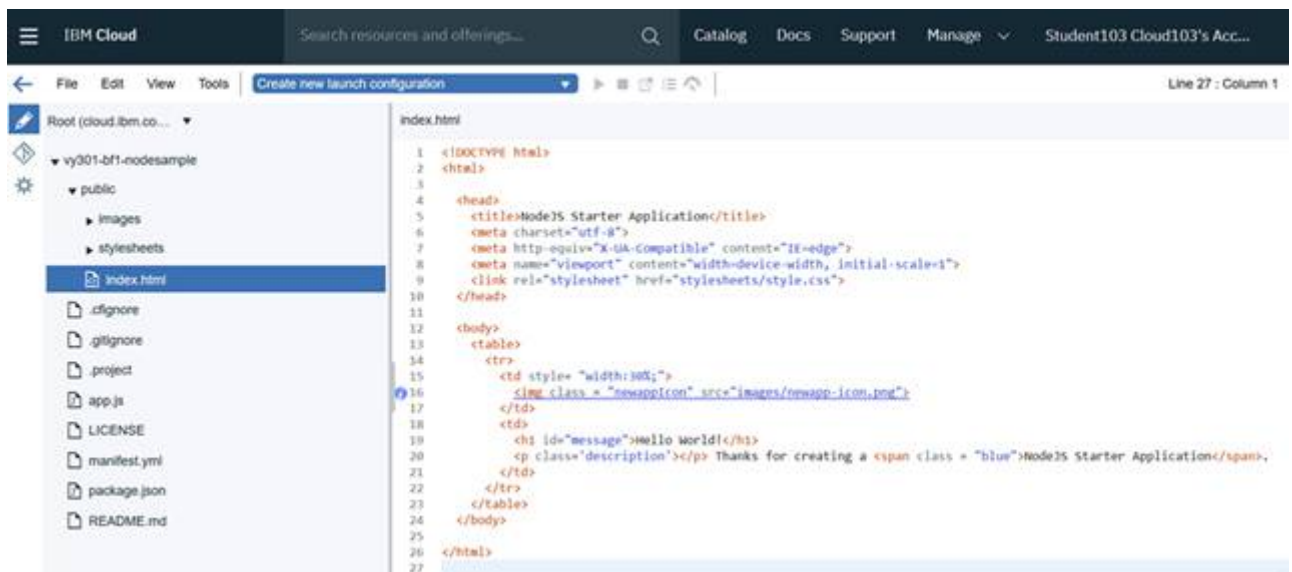 IBM Cloud
Search resources and offerings...
Catalog
Docs
Support
Manage
Student103 Cloud103's Acc...
File
Edit
View
Tools
Create new launch configuration
Line 27 : Column 1
Root (cloud.ibm.co...
index.html
vy301-bf1-nodesample
public
images
stylesheets
index.html
.cfignore
.gitignore
.project
app.js
LICENSE
manifest.yml
package.json
README.md
1 <!DOCTYPE html>
2 <html>
3
4 <head>
5 <title>NodeJS Starter Application</title>
6 <meta charset="utf-8">
7 <meta http-equiv="X-UA-Compatible" content="IE=edge">
8 <meta name="viewport" content="width=device-width, initial-scale=1">
9 <link rel="stylesheet" href="stylesheets/style.css">
10 </head>
11
12 <body>
13 <table>
14 <tr>
15 <td style= "width:30%;">
16 <img class = "newappIcon" src="images/newapp-icon.png">
17 </td>
18 <td>
19 <h1 id="message">Hello World!</h1>
20 <p class='description'></p> Thanks for creating a <span class = "blue">NodeJS Starter Application</span>.
21 </td>
22 </tr>
23 </table>
24 </body>
25
26 </html>
27